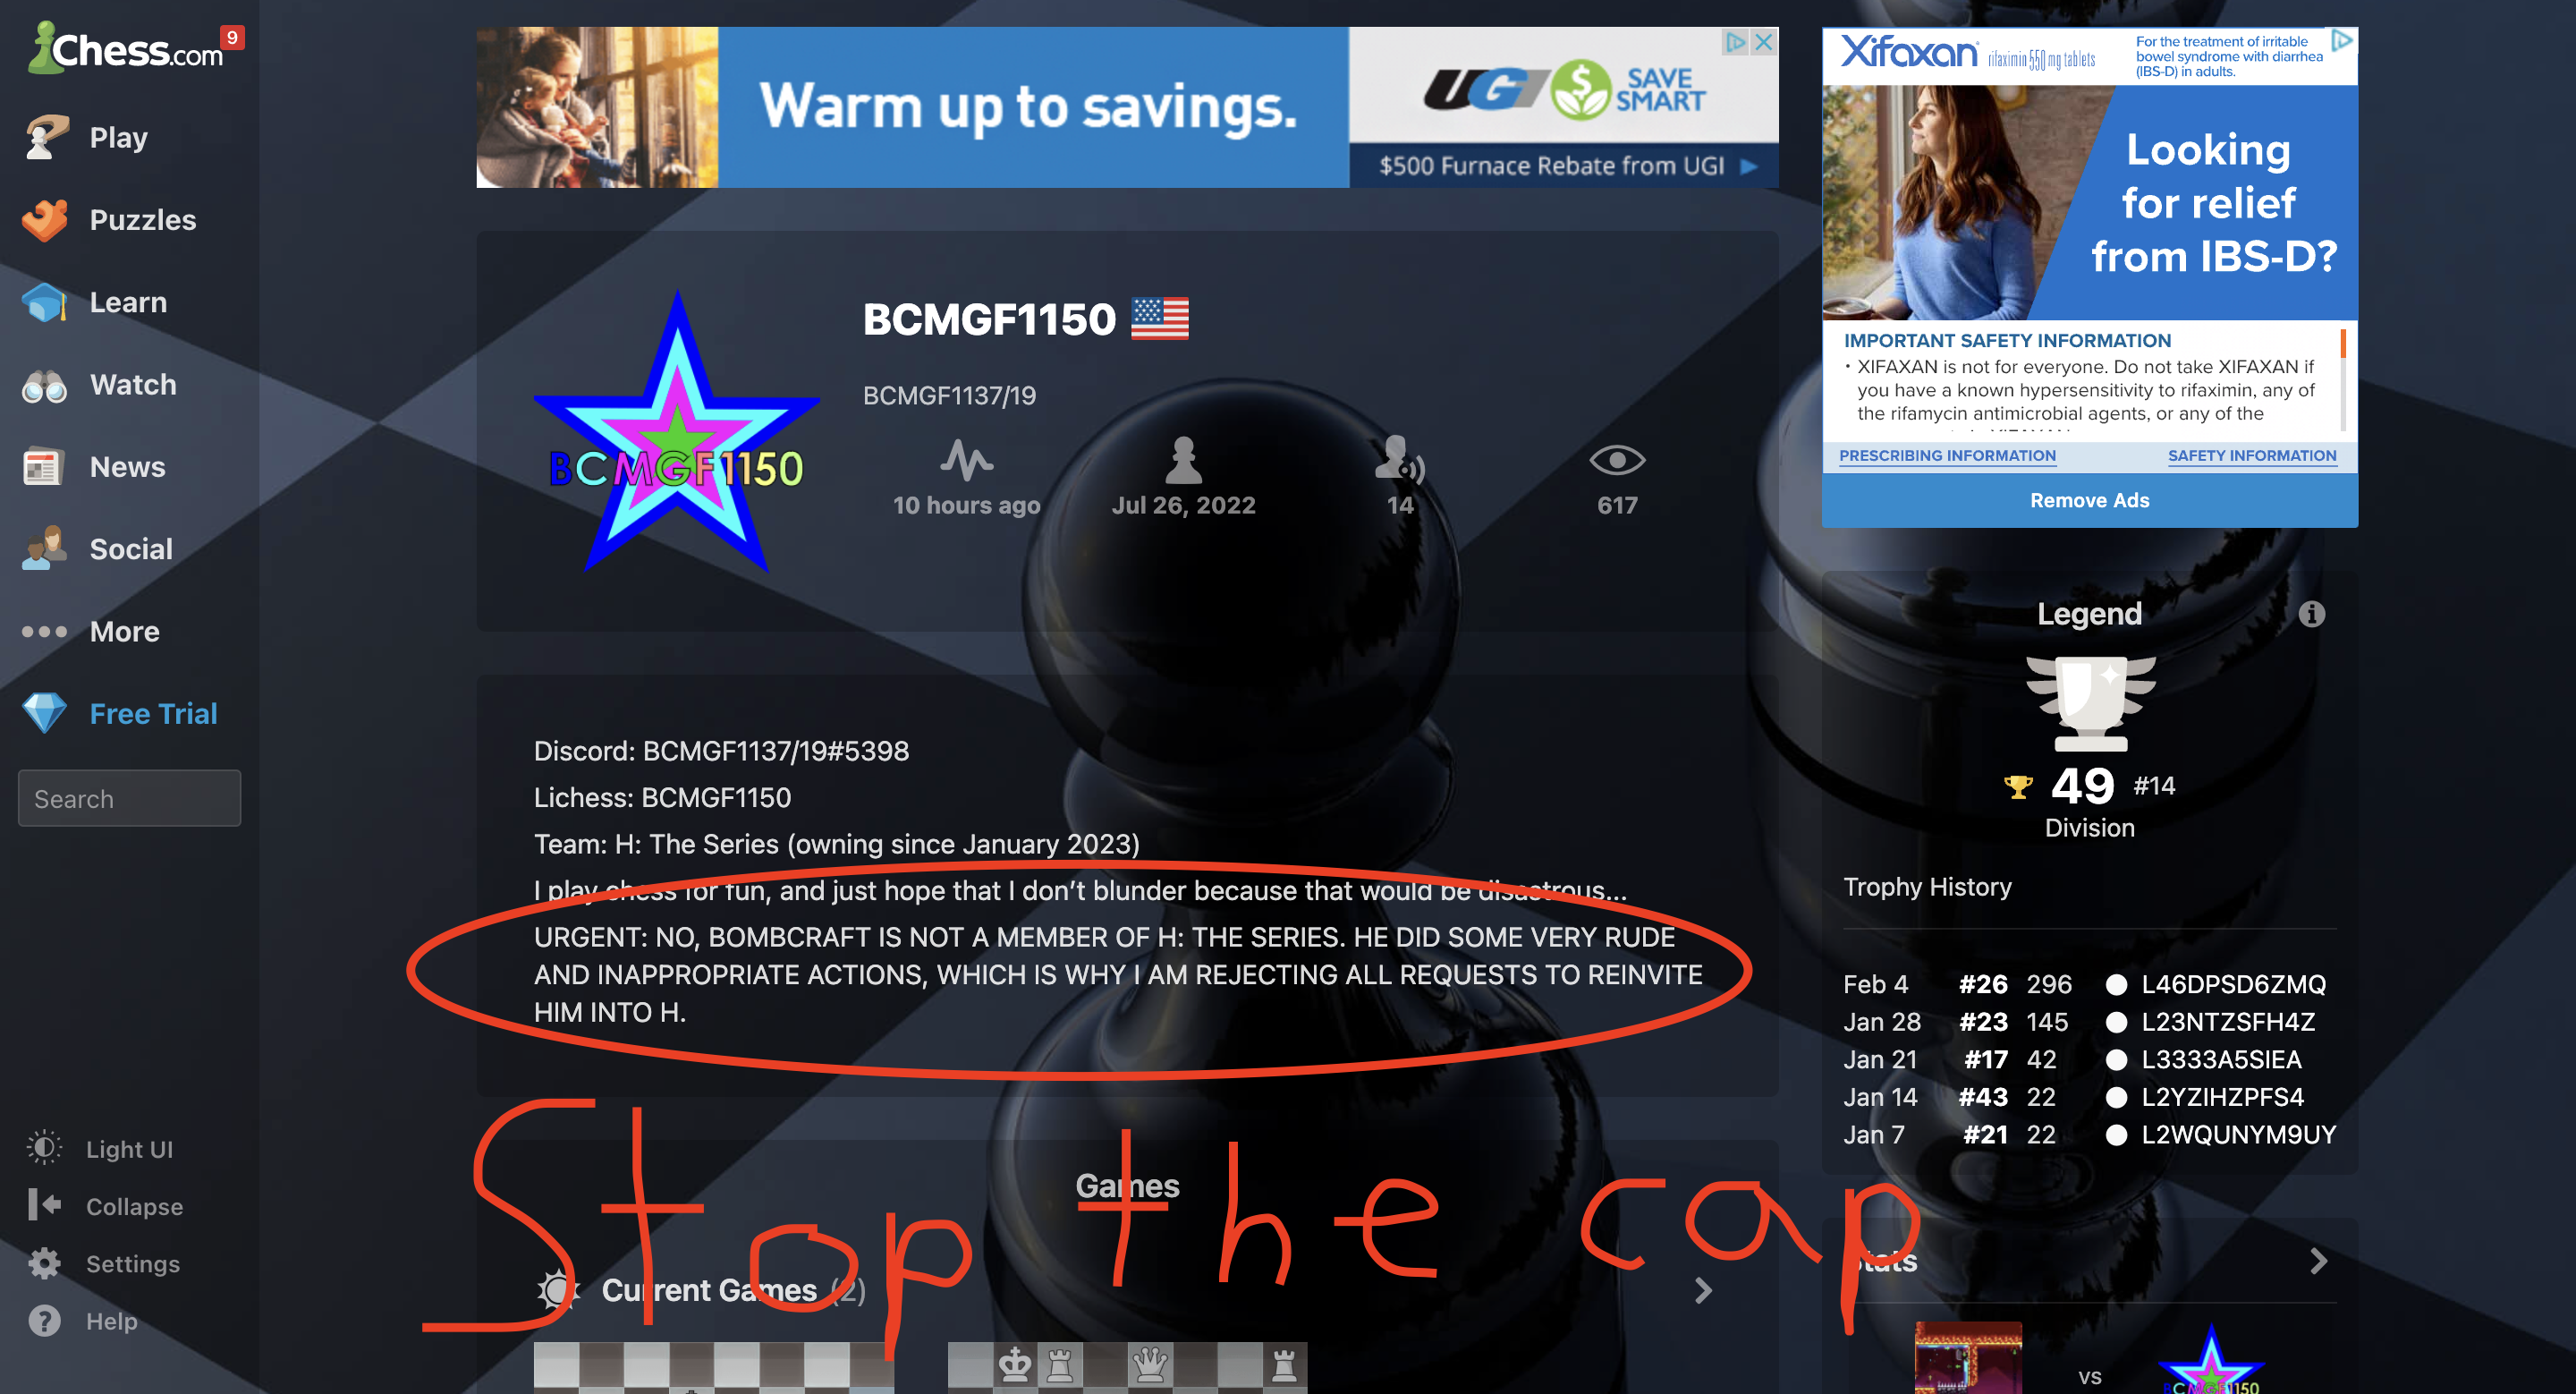 Chess.com
9
Play
Puzzles
Learn
Watch
News
Social
More
Free Trial
Search
Light UI
Collapse
Settings
Help
Warm up to savings.
UGI SAVE SMART
$500 Furnace Rebate from UGI
BCMGF1150
BCMGF1150
BCMGF1137/19
10 hours ago
Jul 26, 2022
14
617
Discord: BCMGF1137/19#5398
Lichess: BCMGF1150
Team: H: The Series (owning since January 2023)
I play chess for fun, and just hope that I don’t blunder because that would be disastrous...
URGENT: NO, BOMBCRAFT IS NOT A MEMBER OF H: THE SERIES. HE DID SOME VERY RUDE
AND INAPPROPRIATE ACTIONS, WHICH IS WHY I AM REJECTING ALL REQUESTS TO REINVITE
HIM INTO H.
Stop the cap
Games
Current Games (2)
Xifaxan rifaximin 550 mg tablets
For the treatment of irritable
bowel syndrome with diarrhea
(IBS-D) in adults.
Looking
for relief
from IBS-D?
IMPORTANT SAFETY INFORMATION
• XIFAXAN is not for everyone. Do not take XIFAXAN if
you have a known hypersensitivity to rifaximin, any of
the rifamycin antimicrobial agents, or any of the
PRESCRIBING INFORMATION
SAFETY INFORMATION
Remove Ads
Legend
49 #14
Division
Trophy History
Feb 4 #26 296 L46DPSD6ZMQ
Jan 28 #23 145 L23NTZSFH4Z
Jan 21 #17 42 L3333A5SIEA
Jan 14 #43 22 L2YZIHZPFS4
Jan 7 #21 22 L2WQUNYM9UY
Stats
vs
BCMGF1150